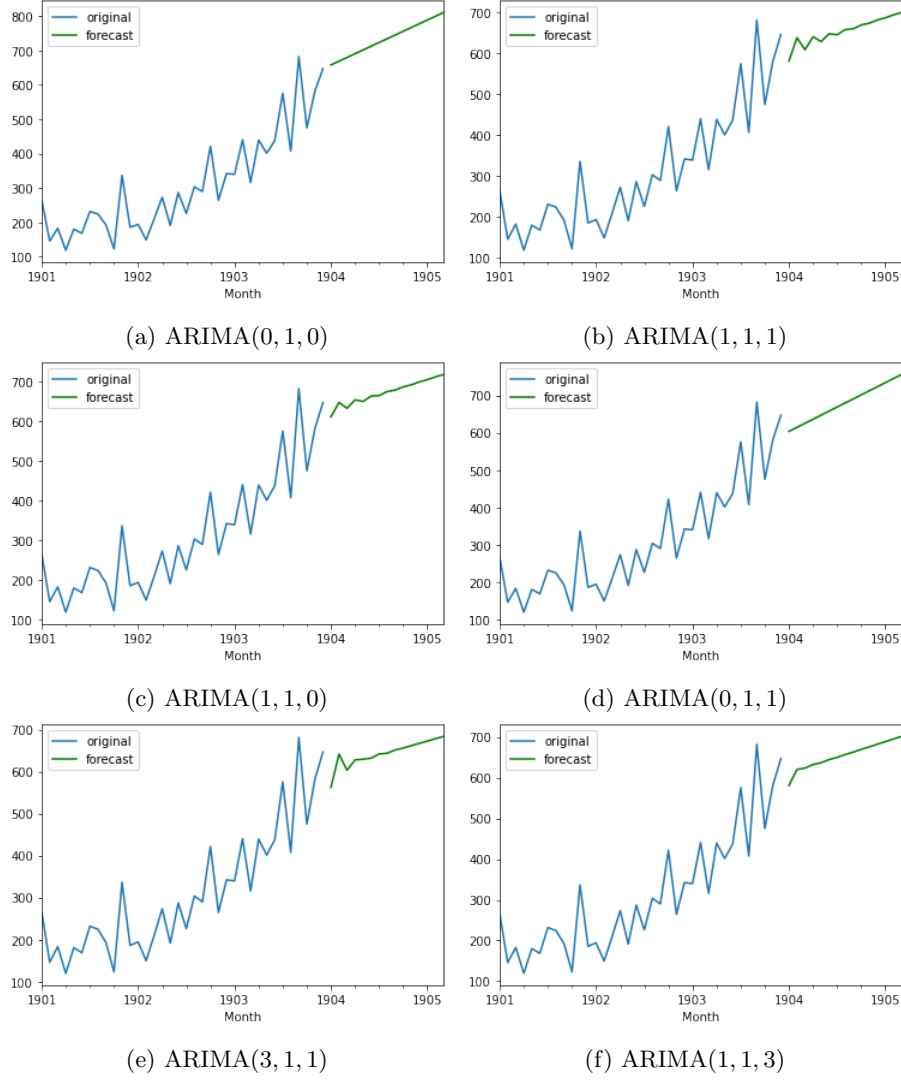 800
700
600
500
400
300
200
100
original
forecast
1901 1902 1903 1904 1905
Month
(a) ARIMA(0, 1, 0)
700
600
500
400
300
200
100
original
forecast
1901 1902 1903 1904 1905
Month
(b) ARIMA(1, 1, 1)
700
600
500
400
300
200
100
original
forecast
1901 1902 1903 1904 1905
Month
(c) ARIMA(1, 1, 0)
700
600
500
400
300
200
100
original
forecast
1901 1902 1903 1904 1905
Month
(d) ARIMA(0, 1, 1)
700
600
500
400
300
200
100
original
forecast
1901 1902 1903 1904 1905
Month
(e) ARIMA(3, 1, 1)
700
600
500
400
300
200
100
original
forecast
1901 1902 1903 1904 1905
Month
(f) ARIMA(1, 1, 3)